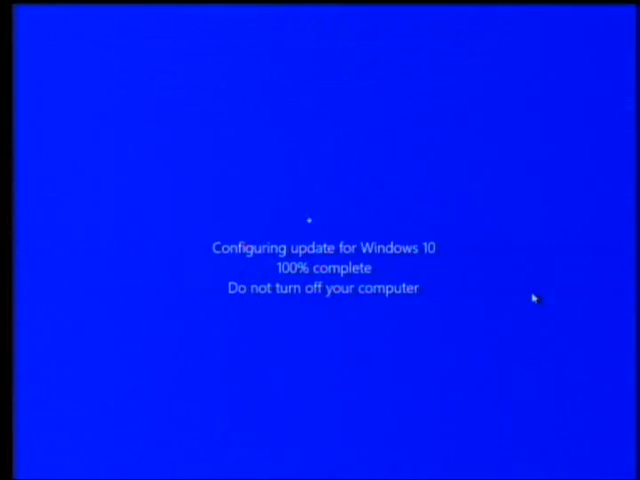 Configuring update for Windows 10
100% complete
Do not turn off your computer